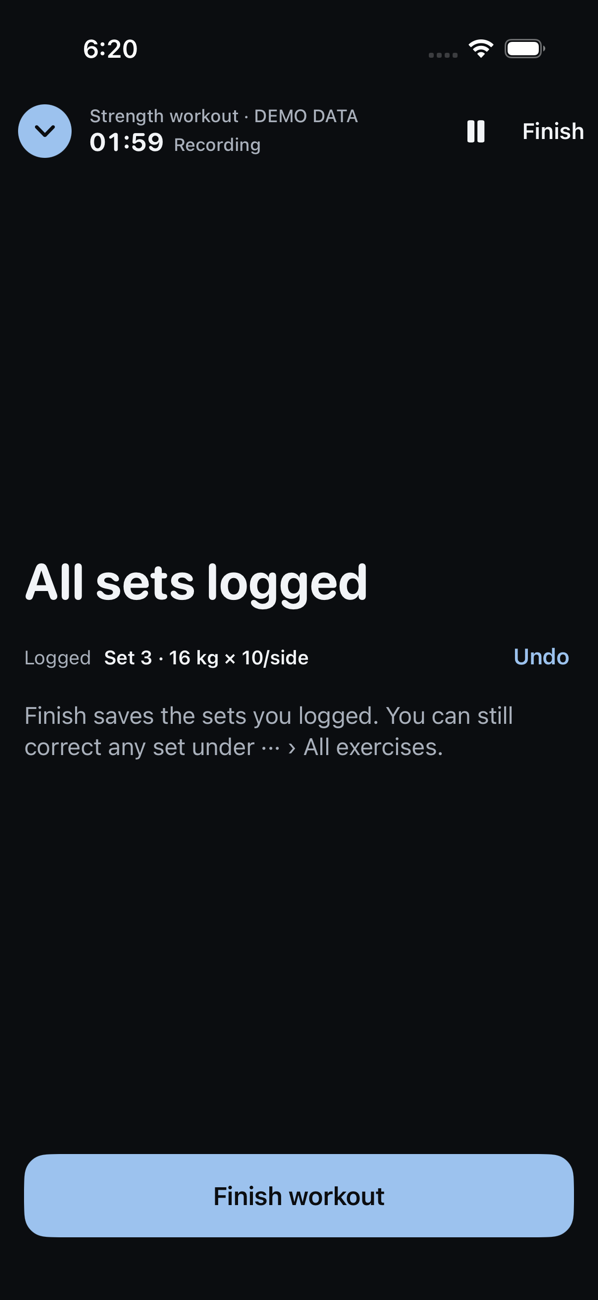 6:20
Strength workout · DEMO DATA
01:59 Recording
Finish
All sets logged
Logged Set 3 · 16 kg × 10/side
Undo
Finish saves the sets you logged. You can still
correct any set under ··· › All exercises.
Finish workout